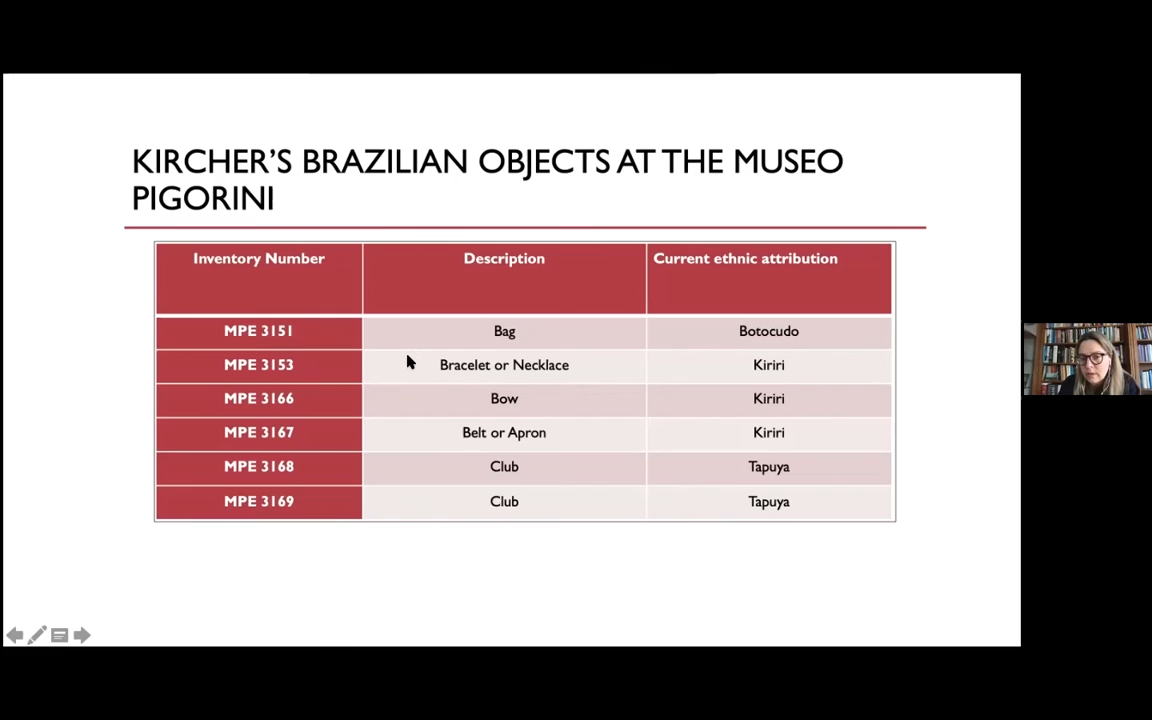 KIRCHER'S BRAZILIAN OBJECTS AT THE MUSEO
PIGORINI
Inventory Number Description Current ethnic attribution
MPE 3151 Bag Botocudo
MPE 3153 Bracelet or Necklace Kiriri
MPE 3166 Bow Kiriri
MPE 3167 Belt or Apron Kiriri
MPE 3168 Club Tapuya
MPE 3169 Club Tapuya